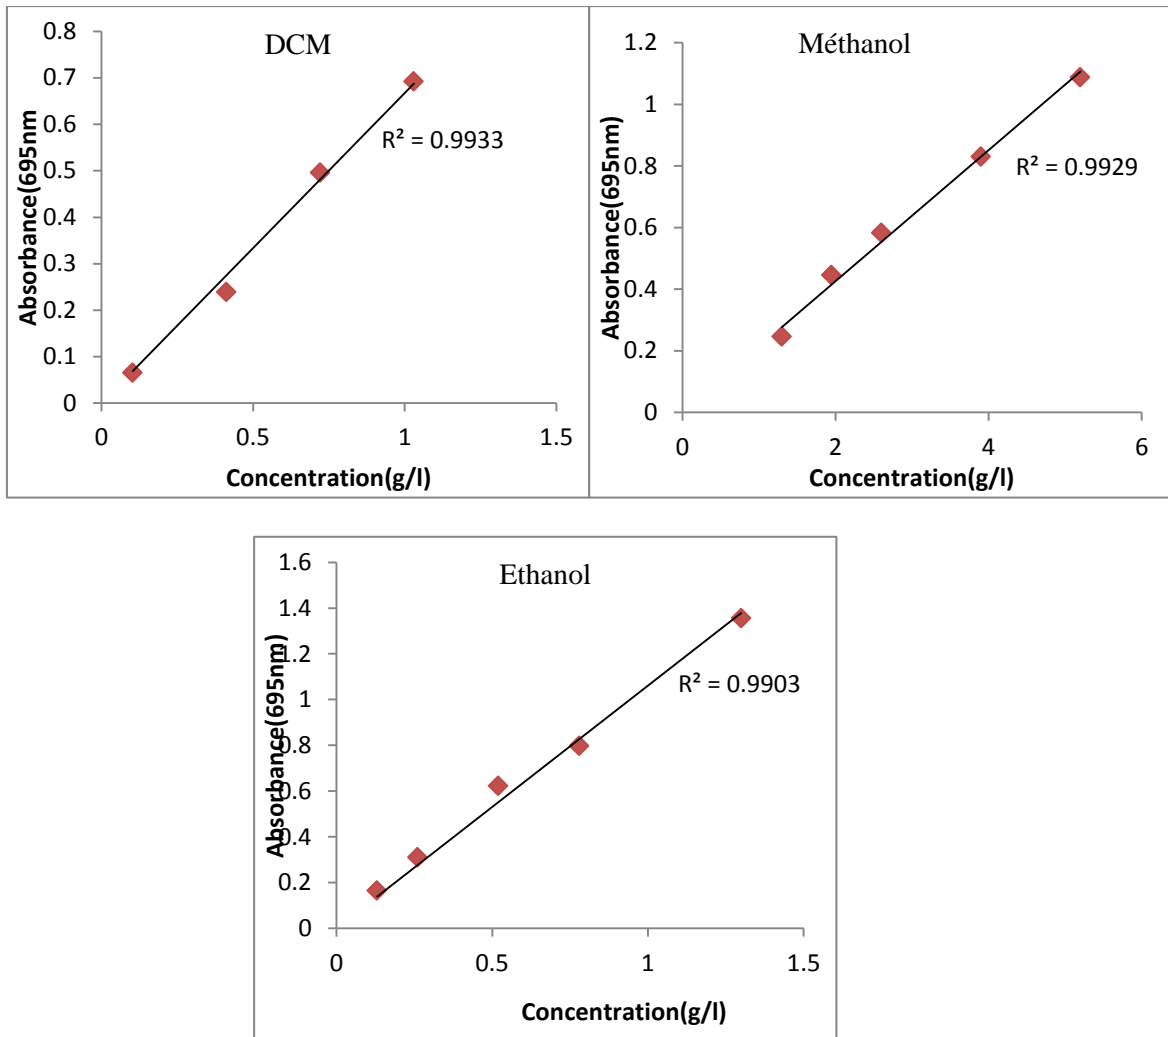 DCM
0.8
0.7
0.6
0.5
0.4
0.3
0.2
0.1
0
Absorbance(695nm
R² = 0.9933
0 0.5 1 1.5
Concentration(g/l)
Méthanol
1.2
1
0.8
0.6
0.4
0.2
0
Absorbance(695nm)
R² = 0.9929
0 2 4 6
Concentration(g/l)
Ethanol
1.6
1.4
1.2
1
0.8
0.6
0.4
0.2
0
Absorbance(695nm)
R² = 0.9903
0 0.5 1 1.5
Concentration(g/l)